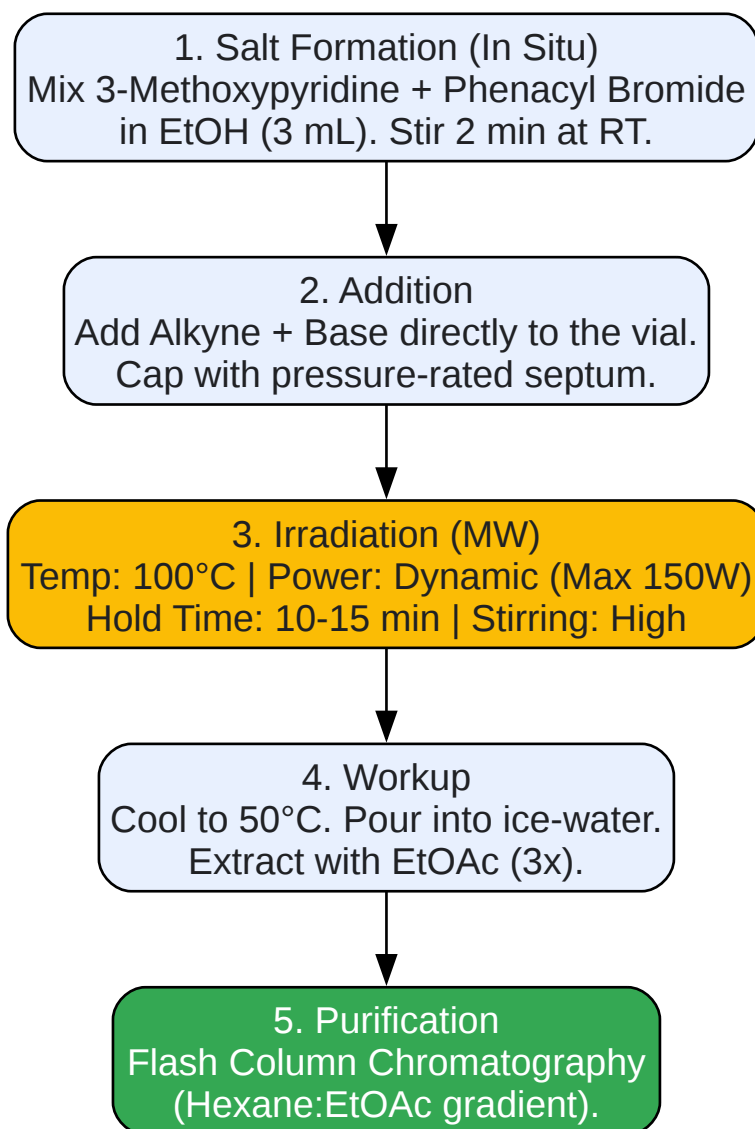 1. Salt Formation (In Situ)
Mix 3-Methoxypyridine + Phenacyl Bromide
in EtOH (3 mL). Stir 2 min at RT.
2. Addition
Add Alkyne + Base directly to the vial.
Cap with pressure-rated septum.
3. Irradiation (MW)
Temp: 100°C | Power: Dynamic (Max 150W)
Hold Time: 10-15 min | Stirring: High
4. Workup
Cool to 50°C. Pour into ice-water.
Extract with EtOAc (3x).
5. Purification
Flash Column Chromatography
(Hexane:EtOAc gradient).